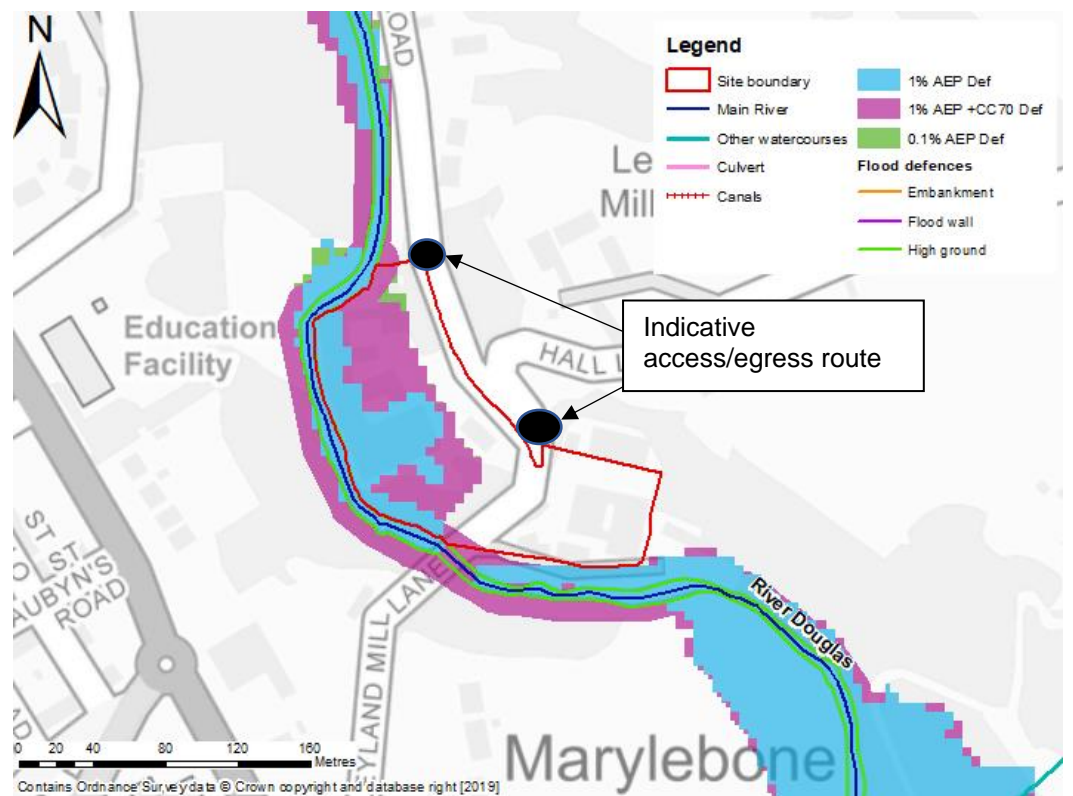 N
ROAD
Legend
Site boundary
Main River
Other watercourses
Culvert
Canals
1% AEP Def
1% AEP +CC70 Def
0.1% AEP Def
Flood defences
Embankment
Flood wall
High ground
Le
Mill
Education
Facility
HALL L
Indicative
access/egress route
ST ST
AUBYN'S
ROAD
EYLAND MILL LANE
River Douglas
Marylebone
0 20 40 80 120 160
Metres
Contains Ordnance Survey data © Crown copyright and database right [2019]